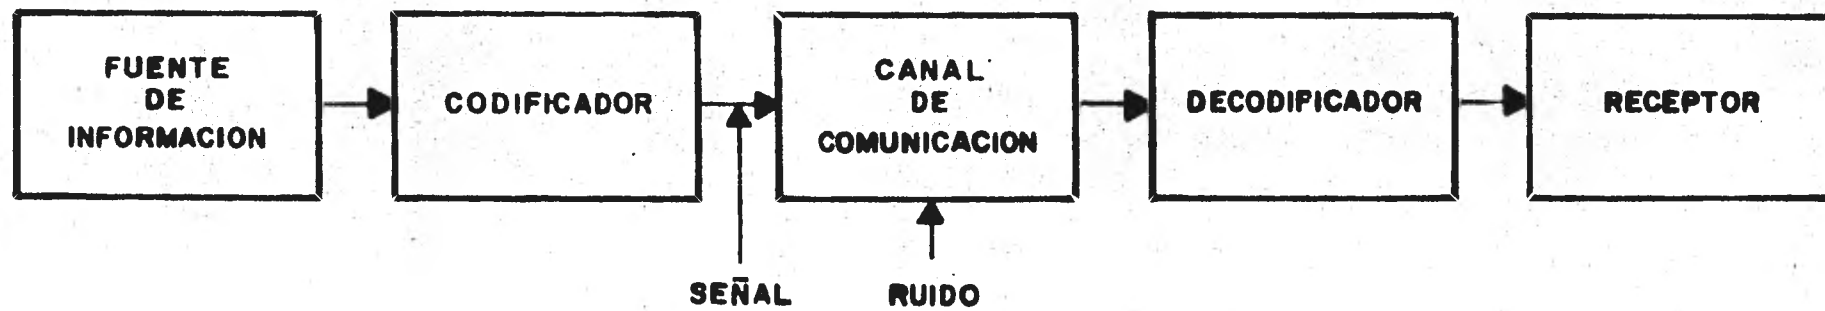 FUENTE
DE
INFORMACION
CODIFICADOR
CANAL
DE
COMUNICACION
DECODIFICADOR
RECEPTOR
SEÑAL
RUIDO